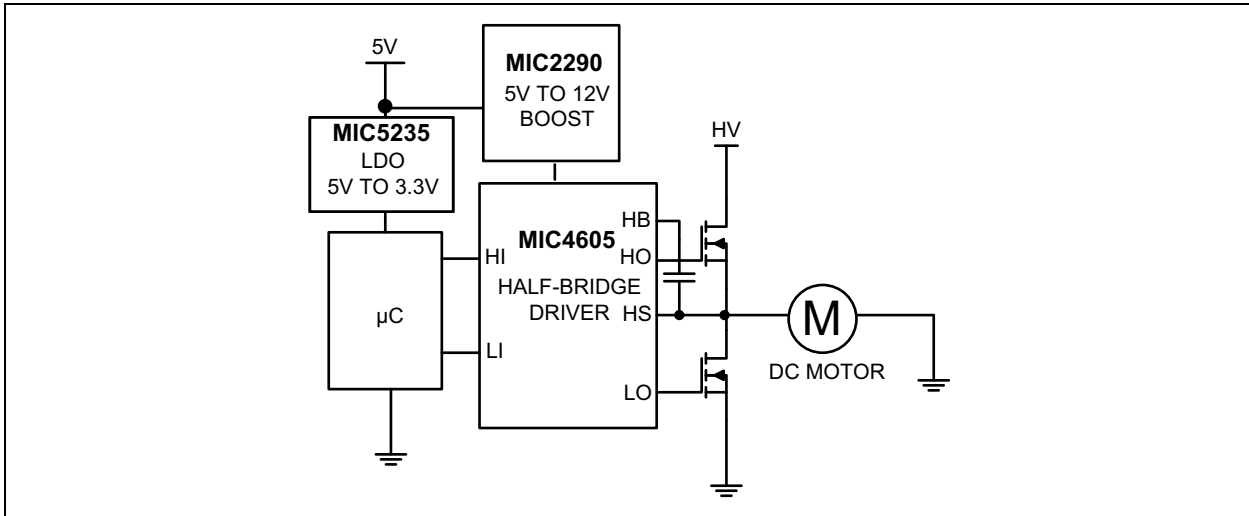 5V
MIC2290
5V TO 12V
BOOST
MIC5235
LDO
5V TO 3.3V
HV
MIC4605
HALF-BRIDGE
DRIVER
HB
HO
HS
LO
HI
LI
µC
M
DC MOTOR